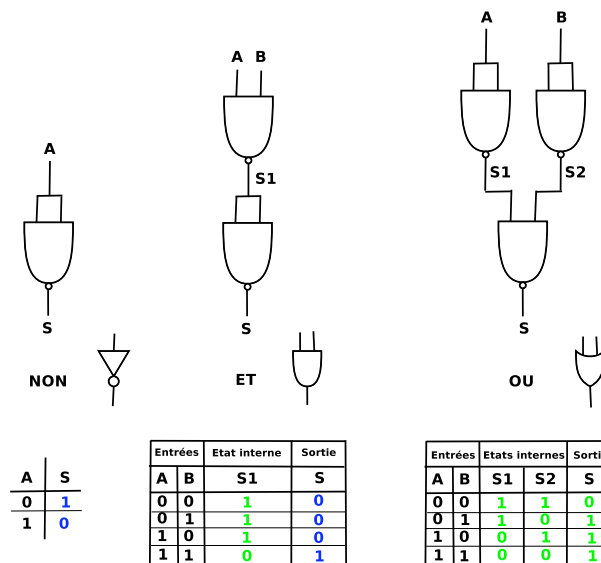 A B
A B
A
S1
S1 S2
S
S
S
NON ET OU
Entrées Etat interne Sortie
A B S1 S
0 0 1 0
0 1 1 0
1 0 1 0
1 1 0 1
A S
0 1
1 0
Entrées Etats internes Sorti
A B S1 S2 S
0 0 1 1 0
0 1 1 0 1
1 0 0 1 1
1 1 0 0 1